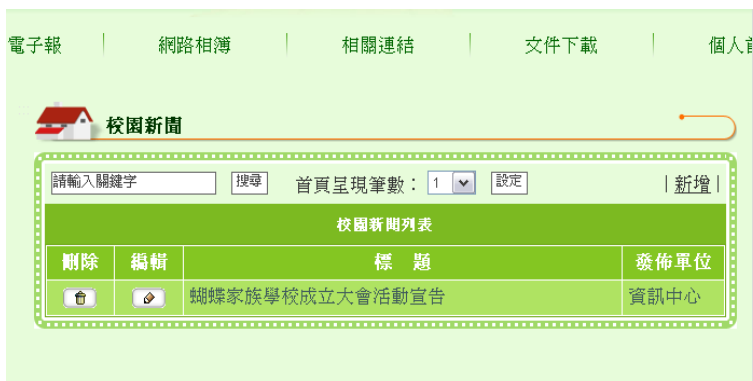 電子報 網路相簿 相關連結 文件下載 個人首
校園新聞
請輸入關鍵字 搜尋 首頁呈現筆數： 1 設定 | 新增 |
校園新聞列表
刪除 編輯 標 題 發佈單位
蝴蝶家族學校成立大會活動宣告 資訊中心